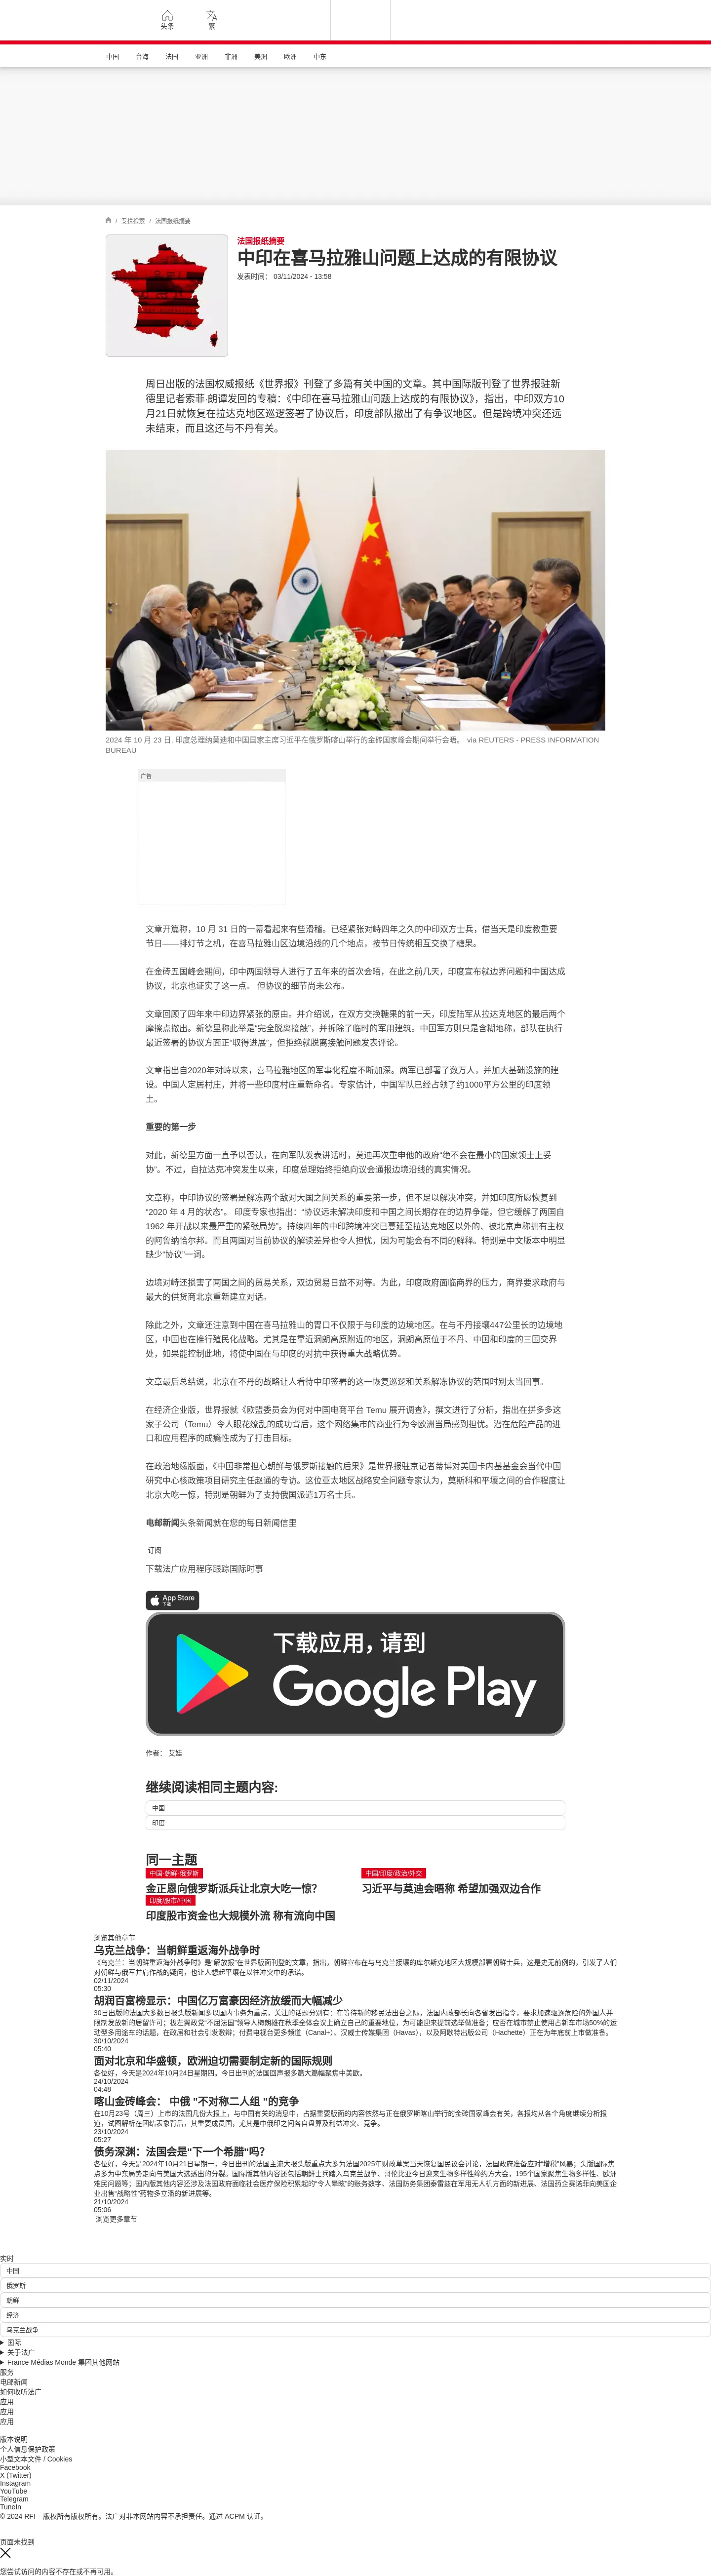 头条
繁
中国
台海
法国
亚洲
非洲
美洲
欧洲
中东
/ 专栏检索 / 法国报纸摘要
法国报纸摘要
中印在喜马拉雅山问题上达成的有限协议
发表时间： 03/11/2024 - 13:58
周日出版的法国权威报纸《世界报》刊登了多篇有关中国的文章。其中国际版刊登了世界报驻新
德里记者索菲·朗谭发回的专稿:《中印在喜马拉雅山问题上达成的有限协议》，指出，中印双方10
月21日就恢复在拉达克地区巡逻签署了协议后，印度部队撤出了有争议地区。但是跨境冲突还远
未结束，而且这还与不丹有关。
2024 年 10 月 23 日, 印度总理纳莫迪和中国国家主席习近平在俄罗斯喀山举行的金砖国家峰会期间举行会晤。 via REUTERS - PRESS INFORMATION
BUREAU
广告
文章开篇称，10 月 31 日的一幕看起来有些滑稽。已经紧张对峙四年之久的中印双方士兵，借当天是印度教重要
节日——排灯节之机，在喜马拉雅山区边境沿线的几个地点，按节日传统相互交换了糖果。
在金砖五国峰会期间，印中两国领导人进行了五年来的首次会晤，在此之前几天，印度宣布就边界问题和中国达成
协议，北京也证实了这一点。 但协议的细节尚未公布。
文章回顾了四年来中印边界紧张的原由。并介绍说，在双方交换糖果的前一天，印度陆军从拉达克地区的最后两个
摩擦点撤出。新德里称此举是“完全脱离接触”，并拆除了临时的军用建筑。中国军方则只是含糊地称，部队在执行
最近签署的协议方面正“取得进展”，但拒绝就脱离接触问题发表评论。
文章指出自2020年对峙以来，喜马拉雅地区的军事化程度不断加深。两军已部署了数万人，并加大基础设施的建
设。中国人定居村庄，并将一些印度村庄重新命名。专家估计，中国军队已经占领了约1000平方公里的印度领
土。
重要的第一步
对此，新德里方面一直予以否认，在向军队发表讲话时，莫迪再次重申他的政府“绝不会在最小的国家领土上妥
协”。不过，自拉达克冲突发生以来，印度总理始终拒绝向议会通报边境沿线的真实情况。
文章称，中印协议的签署是解冻两个敌对大国之间关系的重要第一步，但不足以解决冲突，并如印度所愿恢复到
“2020 年 4 月的状态”。 印度专家也指出：“协议远未解决印度和中国之间长期存在的边界争端，但它缓解了两国自
1962 年开战以来最严重的紧张局势”。持续四年的中印跨境冲突已蔓延至拉达克地区以外的、被北京声称拥有主权
的阿鲁纳恰尔邦。而且两国对当前协议的解读差异也令人担忧，因为可能会有不同的解释。特别是中文版本中明显
缺少“协议”一词。
边境对峙还损害了两国之间的贸易关系，双边贸易日益不对等。为此，印度政府面临商界的压力，商界要求政府与
最大的供货商北京重新建立对话。
除此之外，文章还注意到中国在喜马拉雅山的胃口不仅限于与印度的边境地区。在与不丹接壤447公里长的边境地
区，中国也在推行殖民化战略。尤其是在靠近洞朗高原附近的地区，洞朗高原位于不丹、中国和印度的三国交界
处，如果能控制此地，将使中国在与印度的对抗中获得重大战略优势。
文章最后总结说，北京在不丹的战略让人看待中印签署的这一恢复巡逻和关系解冻协议的范围时别太当回事。
在经济企业版，世界报就《欧盟委员会为何对中国电商平台 Temu 展开调查》，撰文进行了分析，指出在拼多多这
家子公司（Temu）令人眼花缭乱的成功背后，这个网络集市的商业行为令欧洲当局感到担忧。潜在危险产品的进
口和应用程序的成瘾性成为了打击目标。
在政治地缘版面，《中国非常担心朝鲜与俄罗斯接触的后果》是世界报驻京记者蒂博对美国卡内基基金会当代中国
研究中心核政策项目研究主任赵通的专访。这位亚太地区战略安全问题专家认为，莫斯科和平壤之间的合作程度让
北京大吃一惊，特别是朝鲜为了支持俄国派遣1万名士兵。
电邮新闻头条新闻就在您的每日新闻信里
订阅
下载法广应用程序跟踪国际时事
App Store
下载
下载应用，请到
Google Play
作者： 艾娃
继续阅读相同主题内容:
中国
印度
同一主题
中国-朝鲜-俄罗斯
金正恩向俄罗斯派兵让北京大吃一惊?
中国/印度/政治/外交
习近平与莫迪会晤称 希望加强双边合作
印度/股市/中国
印度股市资金也大规模外流 称有流向中国
浏览其他章节
乌克兰战争：当朝鲜重返海外战争时
《乌克兰：当朝鲜重返海外战争时》是“解放报”在世界版面刊登的文章，指出，朝鲜宣布在与乌克兰接壤的库尔斯克地区大规模部署朝鲜士兵，这是史无前例的，引发了人们
对朝鲜与俄军并肩作战的疑问，也让人想起平壤在以往冲突中的承诺。
02/11/2024
05:30
胡润百富榜显示：中国亿万富豪因经济放缓而大幅减少
30日出版的法国大多数日报头版新闻多以国内事务为重点，关注的话题分别有：在等待新的移民法出台之际，法国内政部长向各省发出指令，要求加速驱逐危险的外国人并
限制发放新的居留许可；极左翼政党“不屈法国”领导人梅朗雄在秋季全体会议上确立自己的重要地位，为可能迎来提前选举做准备；应否在城市禁止使用占新车市场50%的运
动型多用途车的话题，在政届和社会引发激辩；付费电视台更多频道（Canal+）、汉威士传媒集团（Havas），以及阿歇特出版公司（Hachette）正在为年底前上市做准备。
30/10/2024
05:40
面对北京和华盛顿，欧洲迫切需要制定新的国际规则
各位好，今天是2024年10月24日星期四。今日出刊的法国回声报多篇大篇幅聚焦中美欧。
24/10/2024
04:48
喀山金砖峰会： 中俄 "不对称二人组 "的竞争
在10月23号（周三）上市的法国几份大报上，与中国有关的消息中，占据重要版面的内容依然与正在俄罗斯喀山举行的金砖国家峰会有关，各报均从各个角度继续分析报
道，试图解析在团结表象背后，其重要成员国，尤其是中俄印之间各自盘算及利益冲突、竞争。
23/10/2024
05:27
债务深渊：法国会是"下一个希腊"吗?
各位好，今天是2024年10月21日星期一，今日出刊的法国主流大报头版重点大多为法国2025年财政草案当天恢复国民议会讨论，法国政府准备应对“增税”风暴；头版国际焦
点多为中东局势走向与美国大选选出的分裂。国际版其他内容还包括朝鲜士兵踏入乌克兰战争、哥伦比亚今日迎来生物多样性缔约方大会，195个国家聚焦生物多样性、欧洲
难民问题等；国内版其他内容还涉及法国政府面临社会医疗保险积累起的“令人晕眩”的账务数字、法国防务集团泰雷兹在军用无人机方面的新进展、法国药企赛诺菲向美国企
业出售“战略性”药物多立潘的新进展等。
21/10/2024
05:06
浏览更多章节
实时
中国
俄罗斯
朝鲜
经济
乌克兰战争
国际
关于法广
France Médias Monde 集团其他网站
服务
电邮新闻
如何收听法广
应用
应用
应用
版本说明
个人信息保护政策
小型文本文件 / Cookies
Facebook
X (Twitter)
Instagram
YouTube
Telegram
TuneIn
© 2024 RFI – 版权所有版权所有。法广对非本网站内容不承担责任。通过 ACPM 认证。
页面未找到
您尝试访问的内容不存在或不再可用。